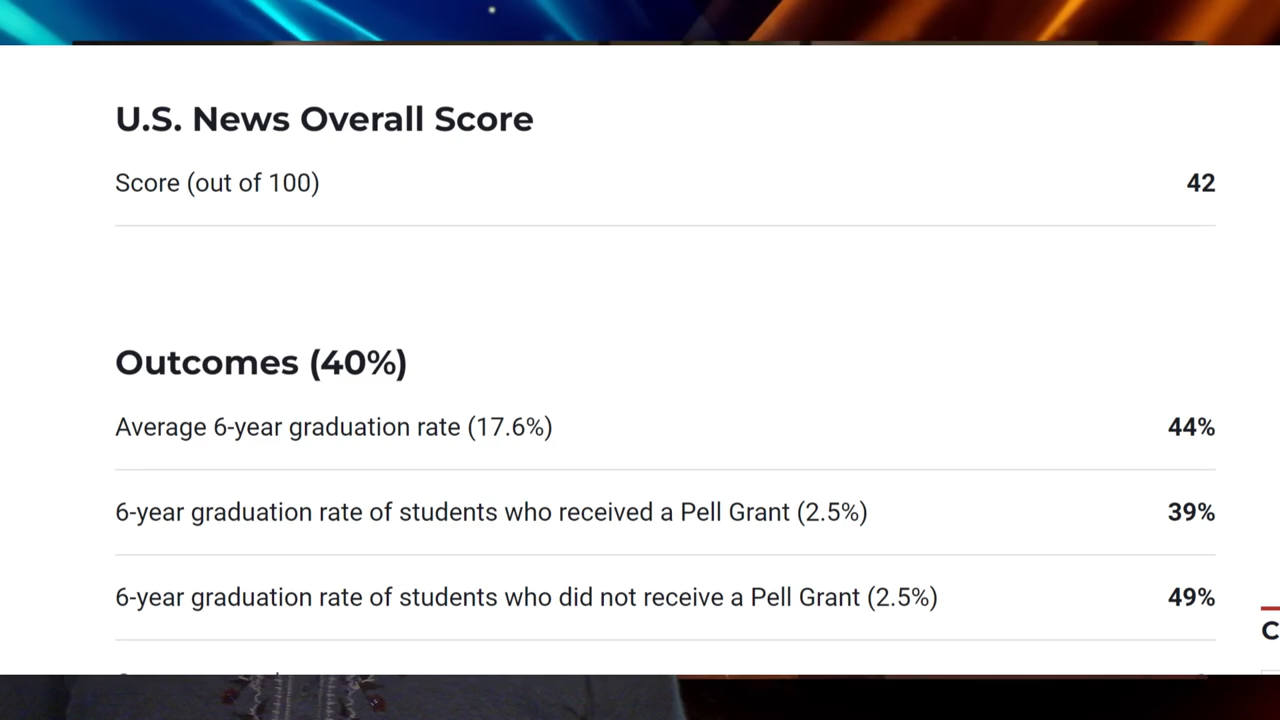 U.S. News Overall Score
Score (out of 100) 42
Outcomes (40%)
Average 6-year graduation rate (17.6%) 44%
6-year graduation rate of students who received a Pell Grant (2.5%) 39%
6-year graduation rate of students who did not receive a Pell Grant (2.5%) 49%